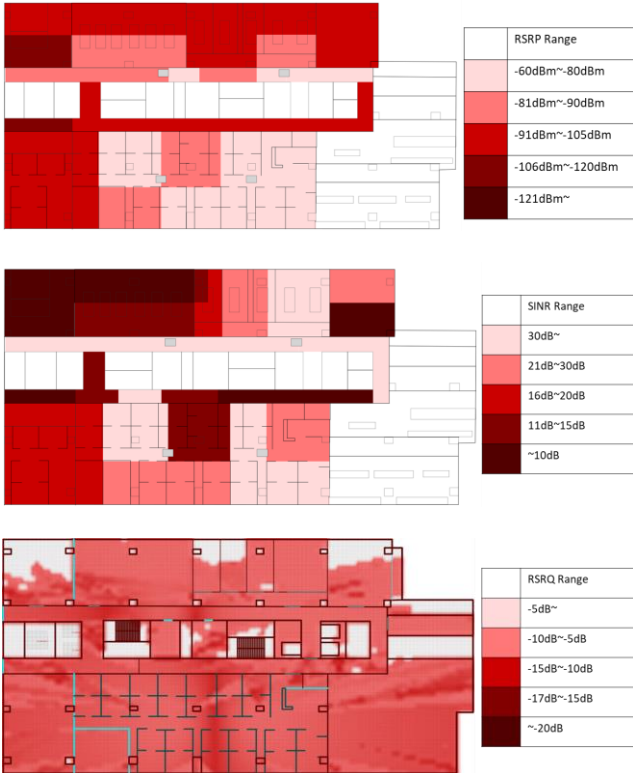 RSRP Range
-60dBm~-80dBm
-81dBm~-90dBm
-91dBm~-105dBm
-106dBm~-120dBm
-121dBm~
SINR Range
30dB~
21dB~30dB
16dB~20dB
11dB~15dB
~10dB
RSRQ Range
-5dB~
-10dB~-5dB
-15dB~-10dB
-17dB~-15dB
~-20dB